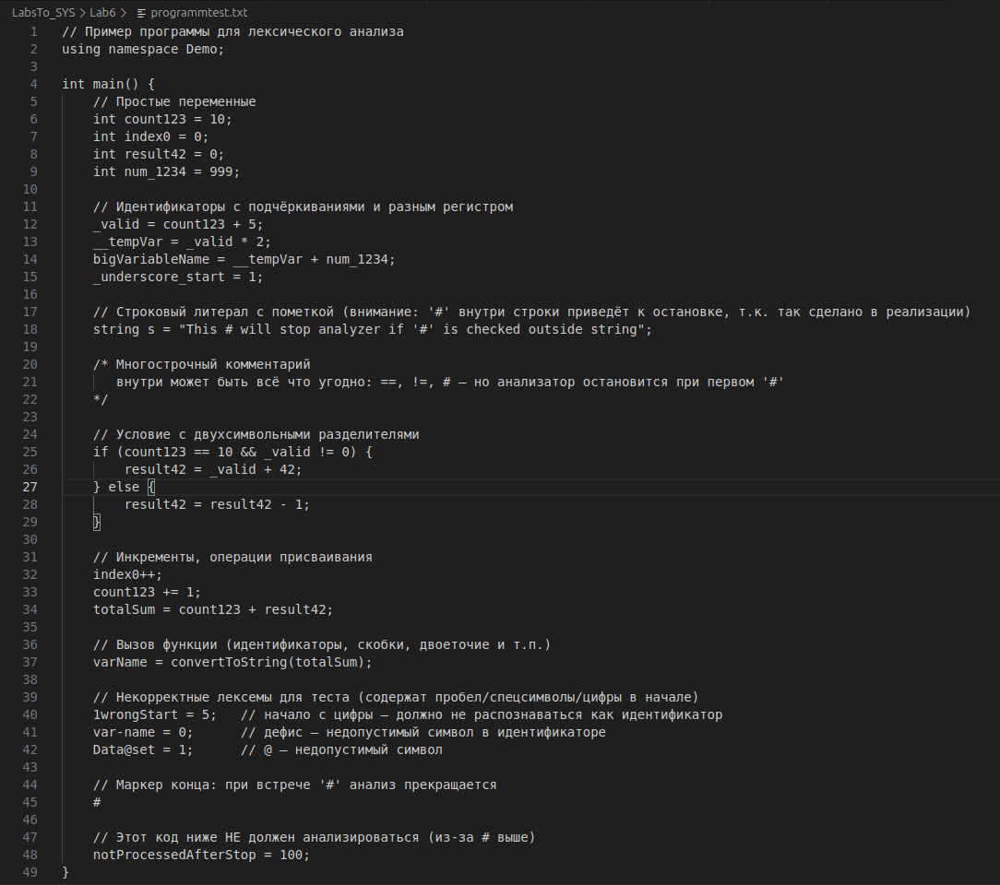 LabsTo_SYS > Lab6 > programmtest.txt
1 // Пример программы для лексического анализа
2 using namespace Demo;
3
4 int main() {
5     // Простые переменные
6     int count123 = 10;
7     int index0 = 0;
8     int result42 = 0;
9     int num_1234 = 999;
10
11     // Идентификаторы с подчёркиваниями и разным регистром
12     _valid = count123 + 5;
13     __tempVar = _valid * 2;
14     bigVariableName = __tempVar + num_1234;
15     _underscore_start = 1;
16
17     // Строковый литерал с пометкой (внимание: '#' внутри строки приведёт к остановке, т.к. так сделано в реализации)
18     string s = "This # will stop analyzer if '#' is checked outside string";
19
20     /* Многострочный комментарий
21        внутри может быть всё что угодно: ==, !=, # — но анализатор остановится при первом '#'
22     */
23
24     // Условие с двухсимвольными разделителями
25     if (count123 == 10 && _valid != 0) {
26         result42 = _valid + 42;
27     } else {
28         result42 = result42 - 1;
29     }
30
31     // Инкременты, операции присваивания
32     index0++;
33     count123 += 1;
34     totalSum = count123 + result42;
35
36     // Вызов функции (идентификаторы, скобки, двоеточие и т.п.)
37     varName = convertToString(totalSum);
38
39     // Некорректные лексемы для теста (содержат пробел/спецсимволы/цифры в начале)
40     1wrongStart = 5;   // начало с цифры — должно не распознаваться как идентификатор
41     var-name = 0;      // дефис — недопустимый символ в идентификаторе
42     Data@set = 1;      // @ — недопустимый символ
43
44     // Маркер конца: при встрече '#' анализ прекращается
45     #
46
47     // Этот код ниже НЕ должен анализироваться (из-за # выше)
48     notProcessedAfterStop = 100;
49 }